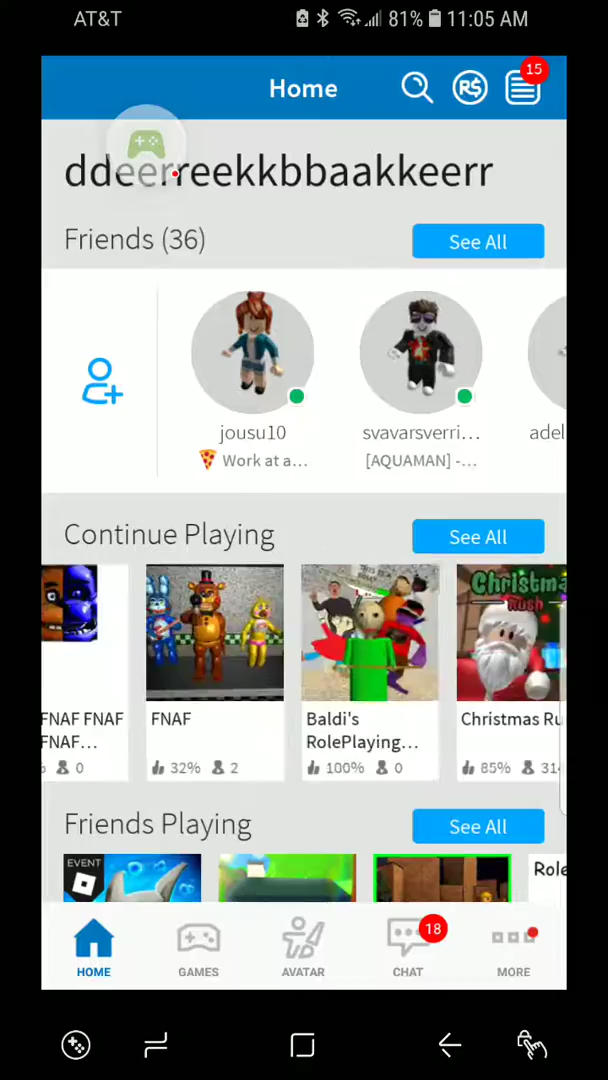 AT&T 81% 11:05 AM
Home R$ 15
ddeerreekkbbaakkeerr
Friends (36) See All
jousu10 svavarsverri... adel
Work at a... [AQUAMAN] -...
Continue Playing See All
Christma
Rush
FNAF FNAF FNAF Baldi's Christmas Ru
FNAF... RolePlaying...
0 32% 2 100% 0 85% 314
Friends Playing See All
EVENT Role
18
HOME GAMES AVATAR CHAT MORE